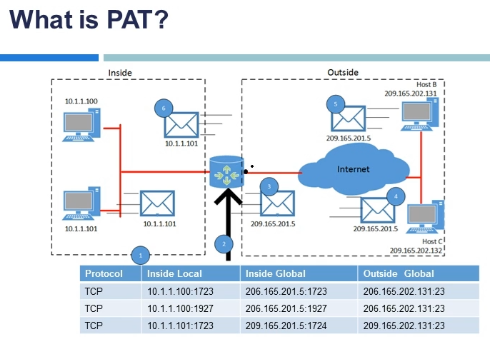 What is PAT?
Inside
Outside
Host B
209.165.202.131
10.1.1.100
6
5
10.1.1.101
209.165.201.5
Internet
3
4
10.1.1.101
10.1.1.101
209.165.201.5
209.165.201.5
Host C
209.165.202.132
1
2
Protocol Inside Local Inside Global Outside Global
TCP 10.1.1.100:1723 206.165.201.5:1723 206.165.202.131:23
TCP 10.1.1.100:1927 206.165.201.5:1927 206.165.202.131:23
TCP 10.1.1.101:1723 209.165.201.5:1724 209.165.202.131:23